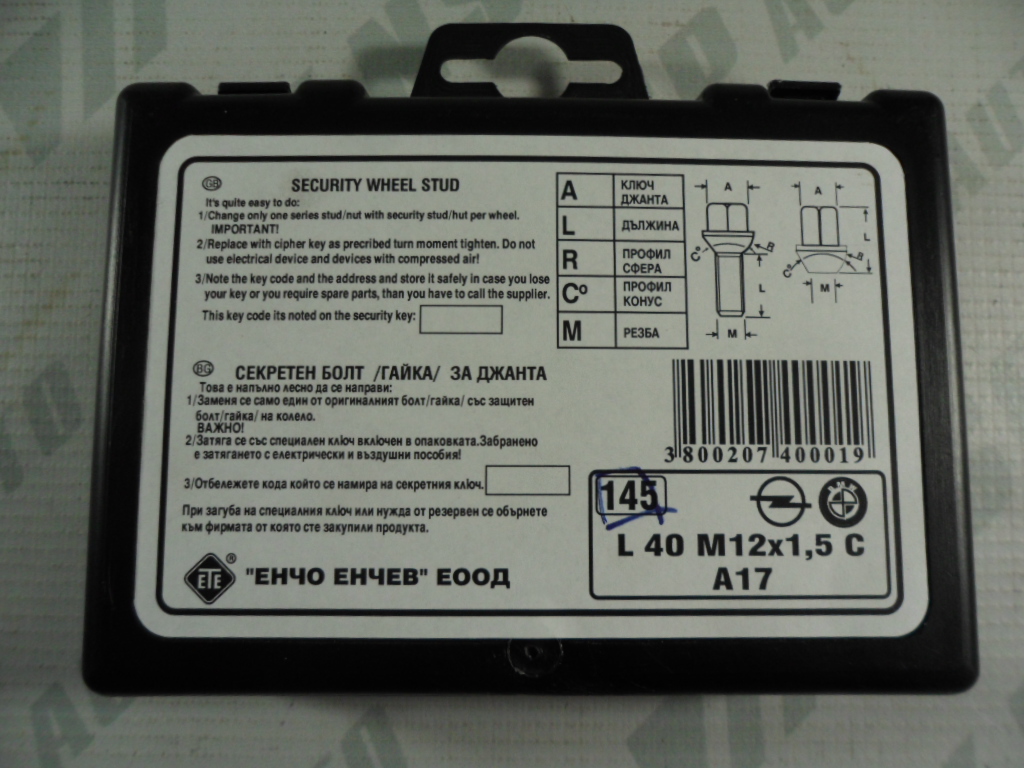 GB SECURITY WHEEL STUD
It's quite easy to do:
1/Change only one series stud/nut with security stud/hut per wheel.
IMPORTANT!
2/Replace with cipher key as precribed turn moment tighten. Do not
use electrical device and devices with compressed air!
3/Note the key code and the address and store it safely in case you lose
your key or you require spare parts, than you have to call the supplier.
This key code its noted on the security key:
A КЛЮЧ
ДЖАНТА
L ДЪЛЖИНА
R ПРОФИЛ
СФЕРА
C° ПРОФИЛ
КОНУС
M РЕЗБА
A
B
C°
L
M
A
L
B
C°
M
BG СЕКРЕТЕН БОЛТ /ГАЙКА/ ЗА ДЖАНТА
Това е напълно лесно да се направи:
1/Заменя се само един от оригиналният болт/гайка/ със защитен
болт/гайка/ на колело.
ВАЖНО!
2/Затяга се със специален ключ включен в опаковката.Забранено
е затягането с електрически и въздушни пособия!
3/Отбележете кода който се намира на секретния ключ.
При загуба на специалния ключ или нужда от резервен се обърнете
към фирмата от която сте закупили продукта.
ETE ® "ЕНЧО ЕНЧЕВ" ЕООД
3 800207 400019
145
BMW
L 40 M12x1,5 C
A17